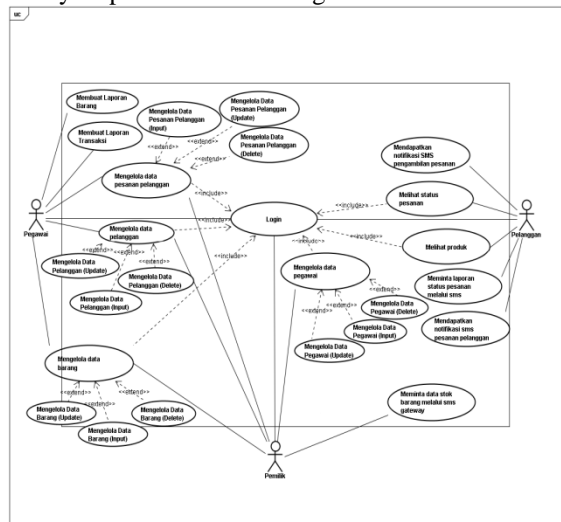 uc
Membuat Laporan
Barang
Membuat Laporan
Transaksi
Mengelola Data
Pesanan Pelanggan
(Input)
Mengelola Data
Pesanan Pelanggan
(Update)
Mengelola Data
Pesanan Pelanggan
(Delete)
<<extend>>
<<extend>>
<<extend>>
Mengelola data
pesanan pelanggan
<<include>>
Mendapatkan
notifikasi SMS
pengambilan pesanan
Melihat status
pesanan
<<include>>
Pegawai
Login
Pelanggan
Mengelola data
pelanggan
<<include>>
<<extend>>
<<extend>>
<<extend>>
Mengelola Data
Pelanggan (Update)
Mengelola Data
Pelanggan (Delete)
Mengelola Data
Pelanggan (Input)
<<include>>
<<include>>
<<include>>
Melihat produk
Mengelola data
pegawai
Meminta laporan
status pesanan
melalui sms
<<extend>>
<<extend>>
<<extend>>
Mengelola Data
Pegawai (Delete)
Mengelola Data
Pegawai (Input)
Mengelola Data
Pegawai (Update)
Mendapatkan
notifikasi sms
pesanan pelanggan
Mengelola data
barang
<<extend>>
<<extend>>
<<extend>>
Mengelola Data
Barang (Update)
Mengelola Data
Barang (Delete)
Mengelola Data
Barang (Input)
Meminta data stok
barang melalui sms
gateway
Pemilik